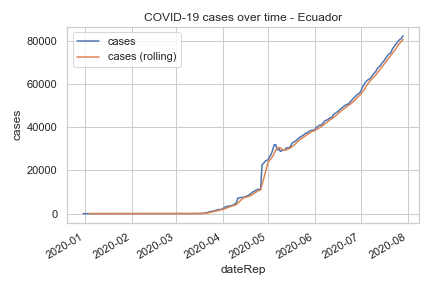 COVID-19 cases over time - Ecuador
cases
cases (rolling)
80000
60000
40000
20000
0
cases
2020-01
2020-02
2020-03
2020-04
2020-05
2020-06
2020-07
2020-08
dateRep